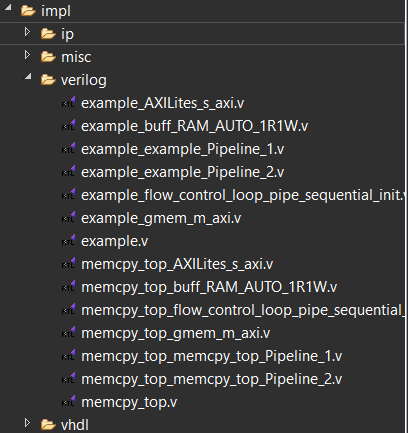 impl
ip
misc
verilog
example_AXILites_s_axi.v
example_buff_RAM_AUTO_1R1W.v
example_example_Pipeline_1.v
example_example_Pipeline_2.v
example_flow_control_loop_pipe_sequential_init.v
example_gmem_m_axi.v
example.v
memcpy_top_AXILites_s_axi.v
memcpy_top_buff_RAM_AUTO_1R1W.v
memcpy_top_flow_control_loop_pipe_sequential_
memcpy_top_gmem_m_axi.v
memcpy_top_memcpy_top_Pipeline_1.v
memcpy_top_memcpy_top_Pipeline_2.v
memcpy_top.v
vhdl